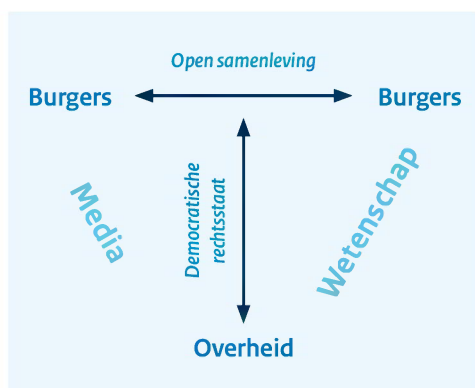 Open samenleving
Burgers
Burgers
Democratische
rechtsstaat
Media
Wetenschap
Overheid